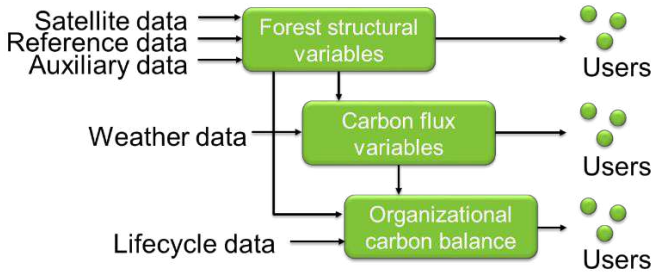 Satellite data
Reference data
Auxiliary data
Forest structural
variables
Users
Weather data
Carbon flux
variables
Users
Lifecycle data
Organizational
carbon balance
Users